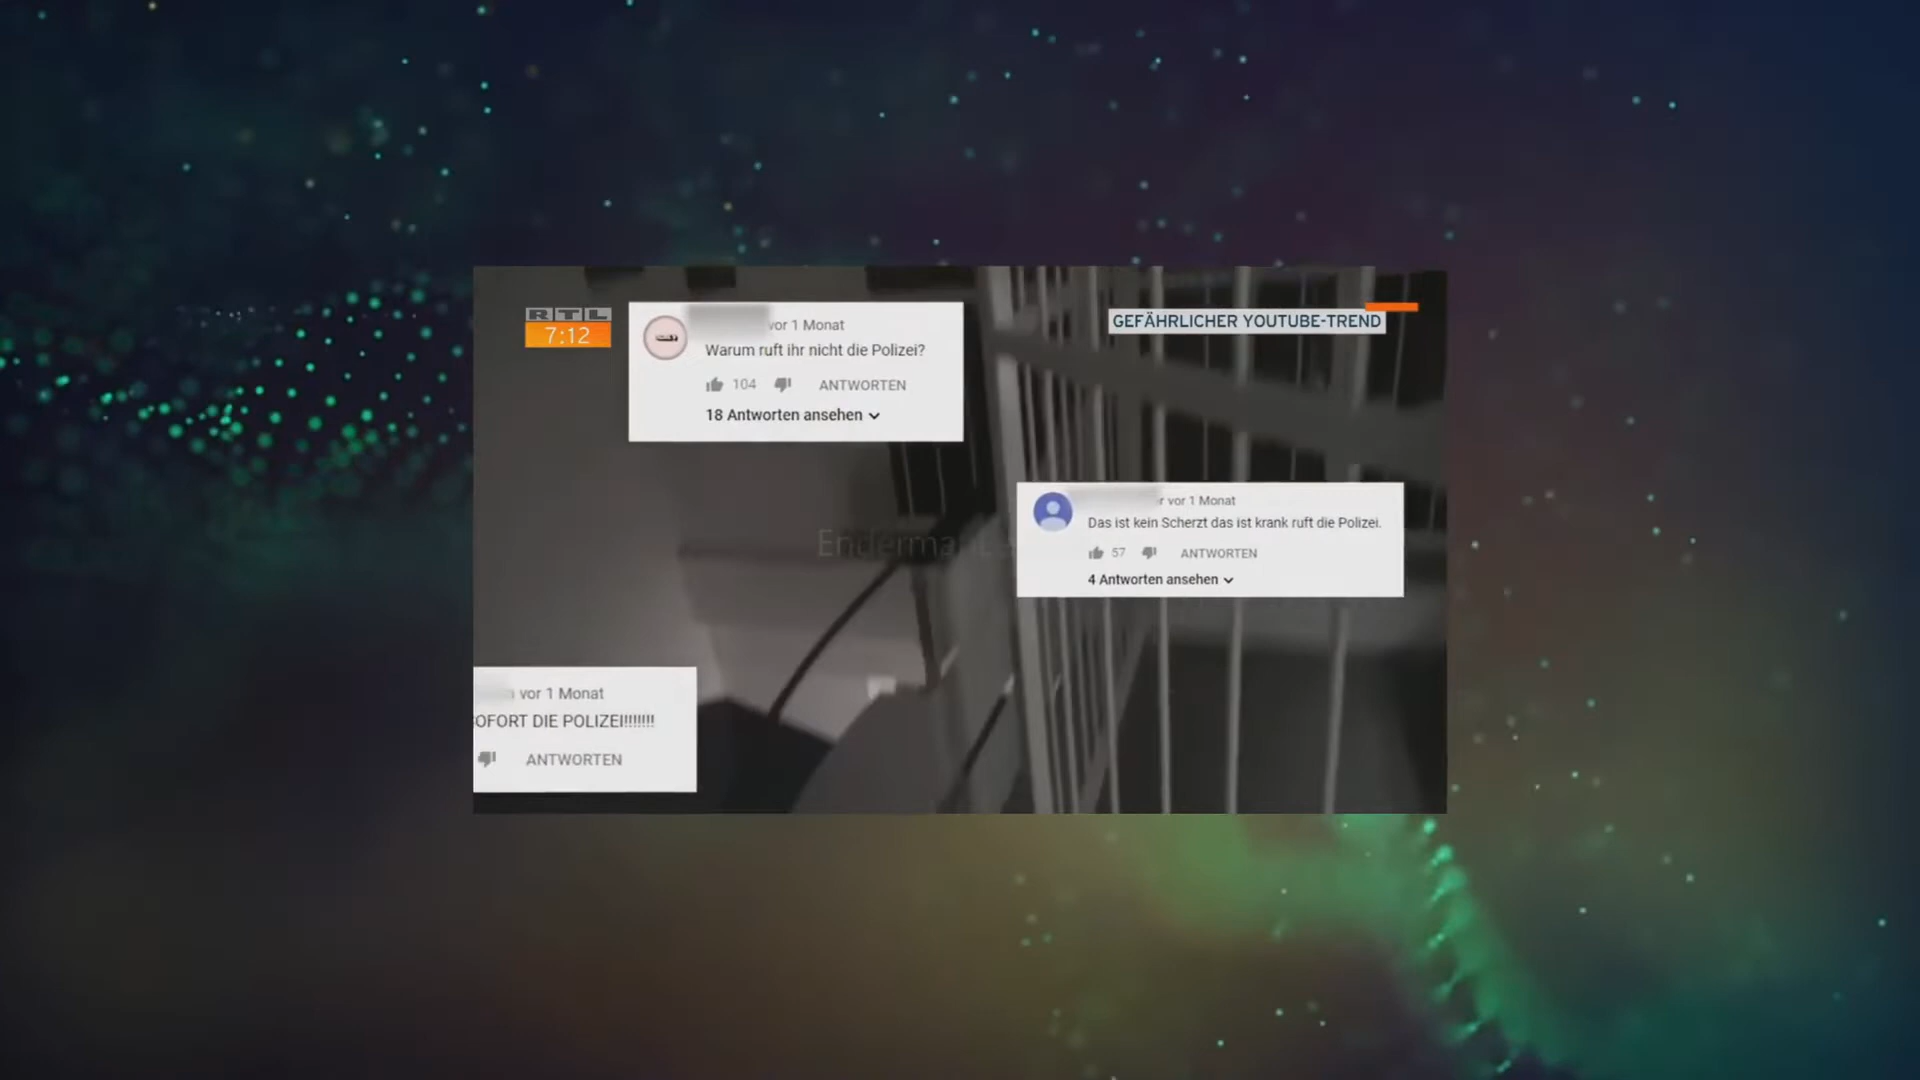 RTL
7:12
vor 1 Monat
Warum ruft ihr nicht die Polizei?
104 ANTWORTEN
18 Antworten ansehen
GEFÄHRLICHER YOUTUBE-TREND
r vor 1 Monat
Das ist kein Scherzt das ist krank ruft die Polizei.
57 ANTWORTEN
4 Antworten ansehen
vor 1 Monat
OFORT DIE POLIZEI!!!!!!!
ANTWORTEN